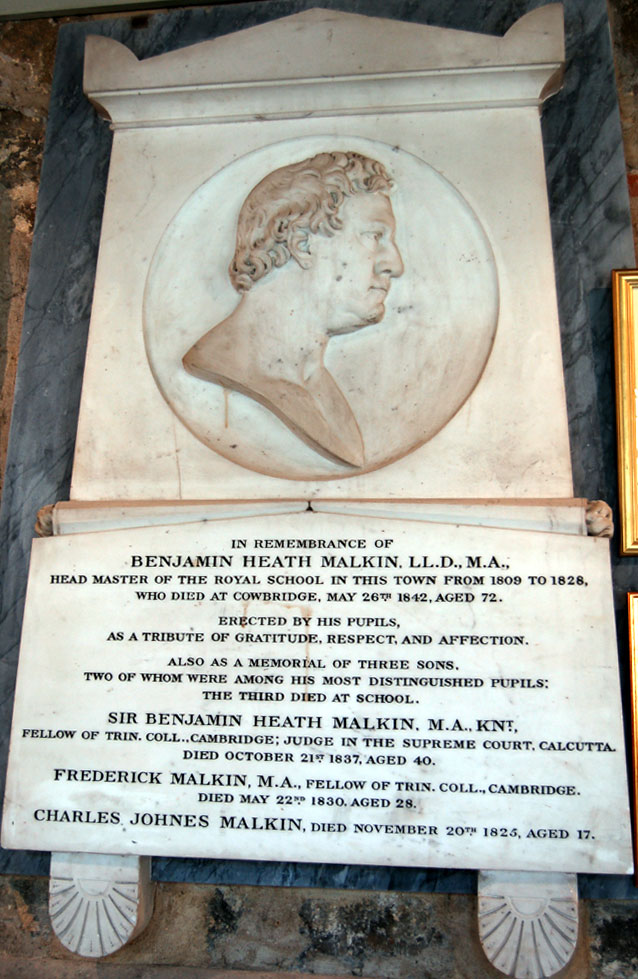 IN REMEMBRANCE OF
BENJAMIN HEATH MALKIN, LL.D., M.A.,
HEAD MASTER OF THE ROYAL SCHOOL IN THIS TOWN FROM 1809 TO 1828,
WHO DIED AT COWBRIDGE, MAY 26TH 1842, AGED 72.
ERECTED BY HIS PUPILS,
AS A TRIBUTE OF GRATITUDE, RESPECT, AND AFFECTION.
ALSO AS A MEMORIAL OF THREE SONS,
TWO OF WHOM WERE AMONG HIS MOST DISTINGUISHED PUPILS:
THE THIRD DIED AT SCHOOL.
SIR BENJAMIN HEATH MALKIN, M.A., KNT,
FELLOW OF TRIN. COLL., CAMBRIDGE; JUDGE IN THE SUPREME COURT, CALCUTTA.
DIED OCTOBER 21ST 1837, AGED 40.
FREDERICK MALKIN, M.A., FELLOW OF TRIN. COLL., CAMBRIDGE.
DIED MAY 22ND 1830, AGED 28.
CHARLES JOHNES MALKIN, DIED NOVEMBER 20TH 1825, AGED 17.